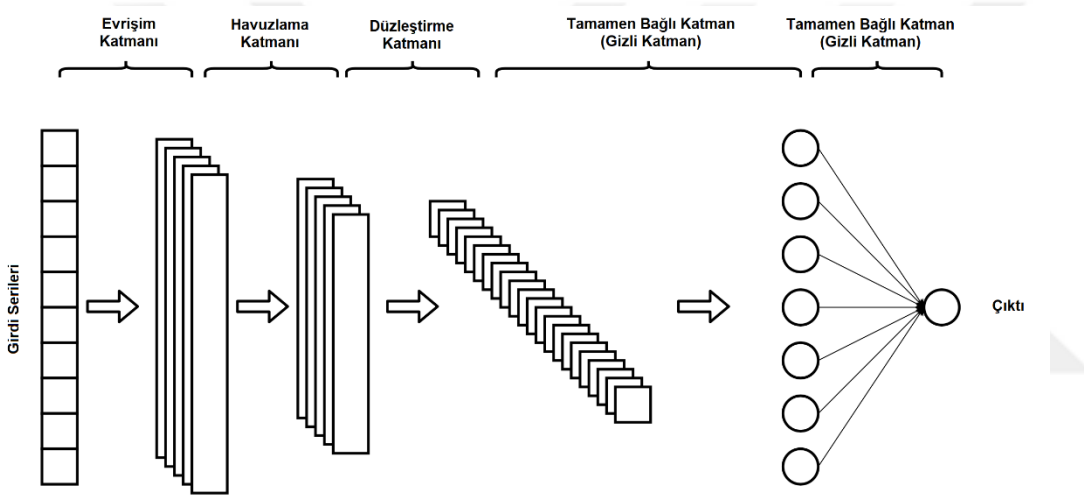 Evrişim
Katmanı
Havuzlama
Katmanı
Düzleştirme
Katmanı
Tamamen Bağlı Katman
(Gizli Katman)
Tamamen Bağlı Katman
(Gizli Katman)
Girdi Serileri
Çıktı